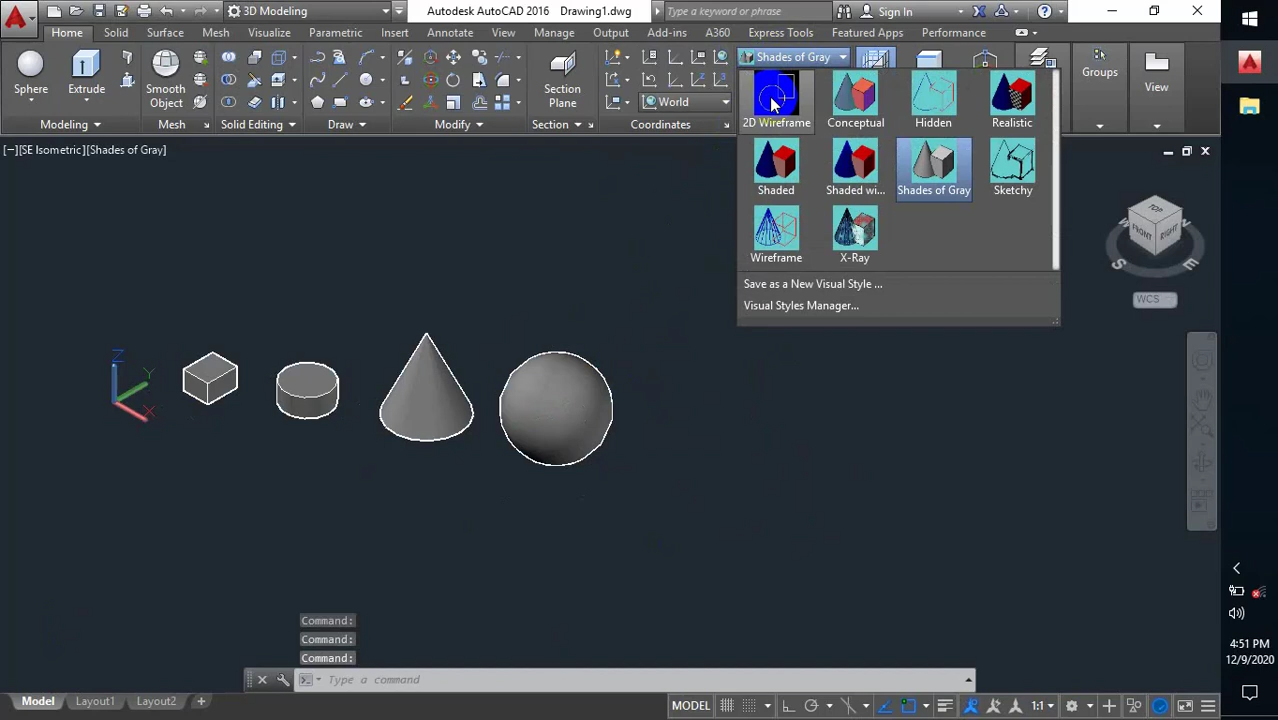 3D Modeling
Autodesk AutoCAD 2016 Drawing1.dwg
Type a keyword or phrase
Sign In
Home Solid Surface Mesh Visualize Parametric Insert Annotate View Manage Output Add-ins A360 Express Tools Featured Apps Performance
Sphere
Extrude
Smooth
Object
Section
Plane
World
Shades of Gray
Groups
View
Modeling
Mesh
Draw
Modify
Section
Coordinates
2D Wireframe Conceptual Hidden Realistic
Shaded Shaded wi... Shades of Gray Sketchy
Wireframe X-Ray
Save as a New Visual Style ...
Visual Styles Manager...
[−][SE Isometric][Shades of Gray]
TOP
FRONT RIGHT
S E
WCS
Z
Y
X
Command:
Command:
Command:
Type a command
Model Layout1 Layout2
MODEL
1:1
4:51 PM
12/9/2020